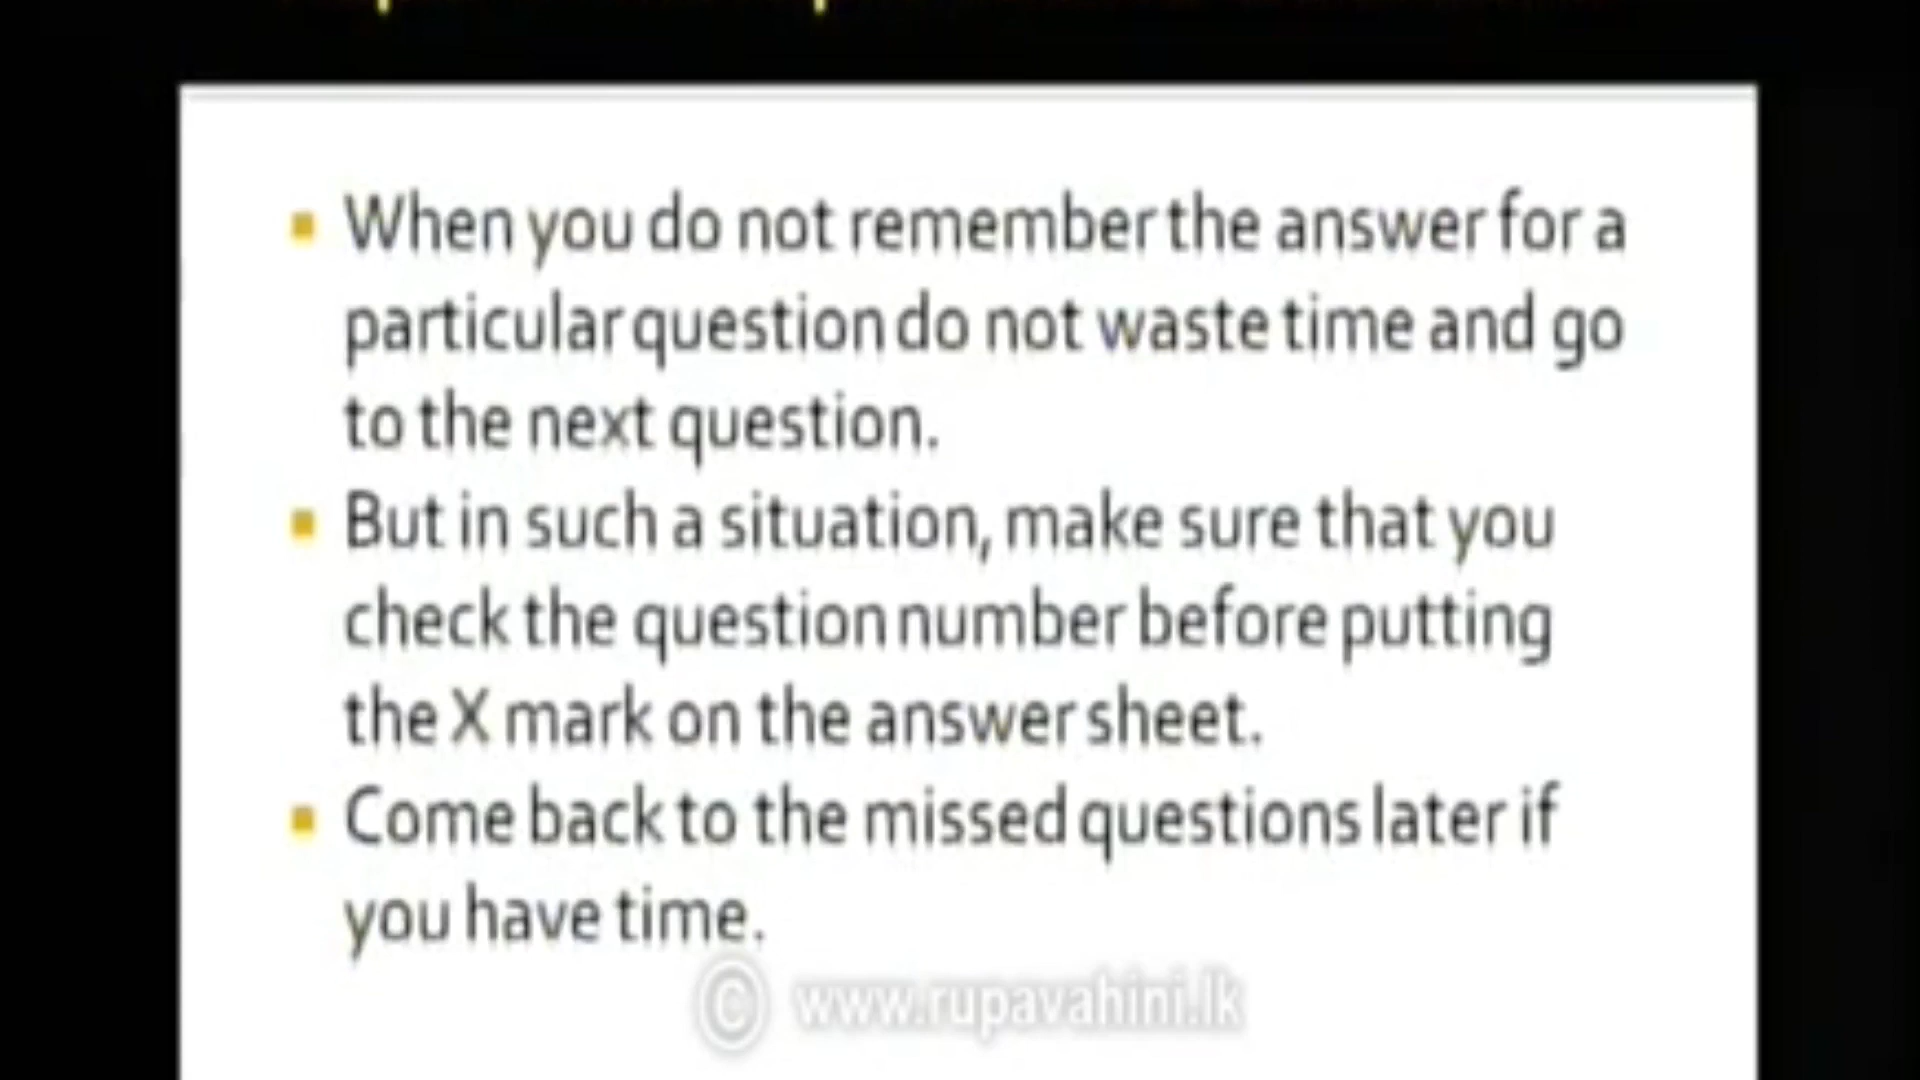 When you do not remember the answer for a
particular question do not waste time and go
to the next question.
But in such a situation, make sure that you
check the question number before putting
the X mark on the answer sheet.
Come back to the missed questions later if
you have time.
© www.rupavahini.lk